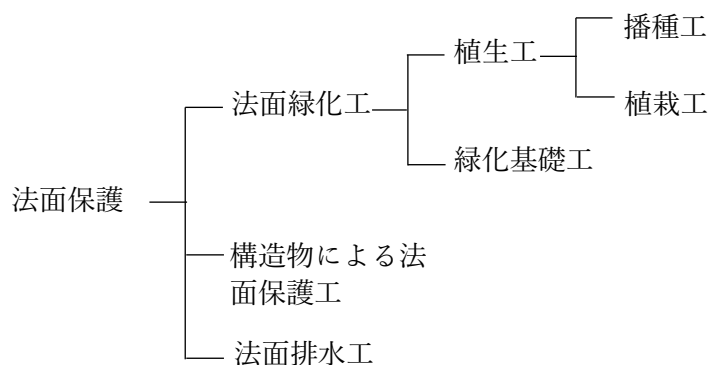 播種工
植生工
植栽工
法面緑化工
緑化基礎工
法面保護
構造物による法
面保護工
法面排水工